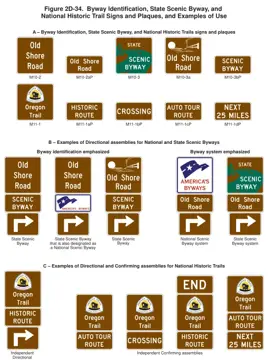 Figure 2D-34. Byway Identification, State Scenic Byway, and
National Historic Trail Signs and Plaques, and Examples of Use
A – Byway Identification, State Scenic Byway, and National Historic Trails signs and plaques
Old
Shore
Road
M10-2
Old Shore
Road
M10-2aP
STATE
SCENIC
BYWAY
M10-3
Old Shore
Road
M10-3a
SCENIC
BYWAY
M10-3bP
Oregon
Trail
M11-1
HISTORIC
ROUTE
M11-1aP
CROSSING
M11-1bP
AUTO TOUR
ROUTE
M11-1cP
NEXT
25 MILES
M11-1dP
B – Examples of Directional assemblies for National and State Scenic Byways
Byway identification emphasized
Byway system emphasized
Old
Shore
Road
SCENIC
BYWAY
State Scenic
Byway
Old
Shore
Road
AMERICA'S BYWAYS
State Scenic Byway
that is also designated as
a National Scenic Byway
Old Shore
Road
SCENIC
BYWAY
State Scenic
Byway
AMERICA'S
BYWAYS
Old Shore
Road
National Scenic
Byway system
STATE
SCENIC
BYWAY
Old Shore
Road
State Scenic
Byway system
C – Examples of Directional and Confirming assemblies for National Historic Trails
Oregon
Trail
HISTORIC
ROUTE
Independent
Directional
Oregon
Trail
AUTO TOUR
ROUTE
Oregon
Trail
CROSSING
END
Oregon
Trail
HISTORIC
ROUTE
Oregon
Trail
AUTO TOUR
ROUTE
NEXT
25 MILES
Independent Confirming assemblies